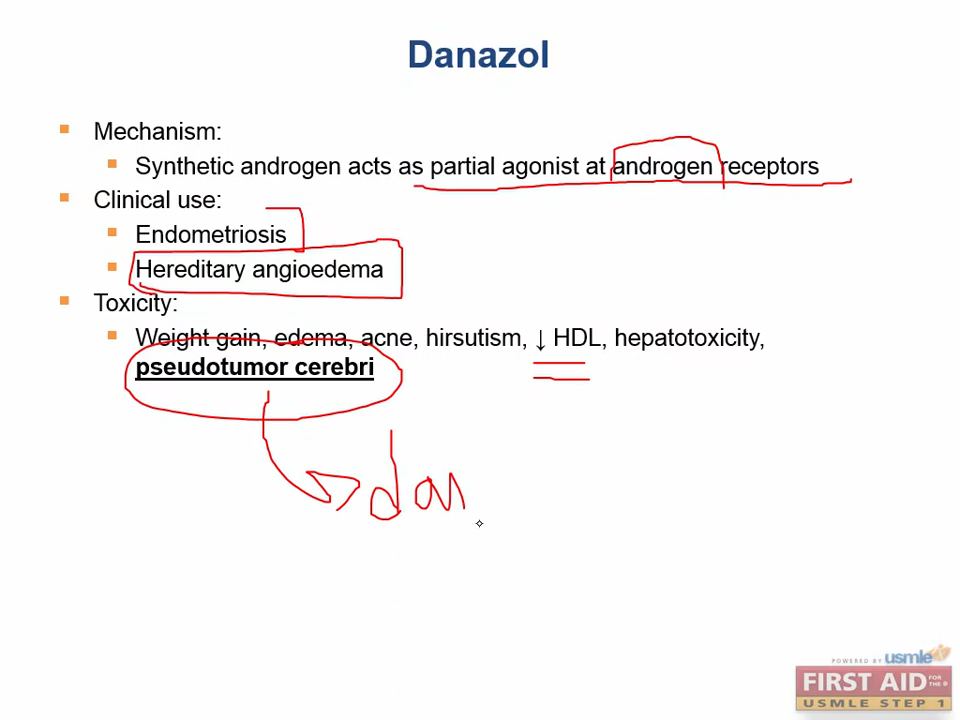 Danazol
Mechanism:
Synthetic androgen acts as partial agonist at androgen receptors
Clinical use:
Endometriosis
Hereditary angioedema
Toxicity:
Weight gain, edema, acne, hirsutism, ↓ HDL, hepatotoxicity,
pseudotumor cerebri
dan
POWERED BY usmlerx
FIRST AID FOR THE®
USMLE STEP 1